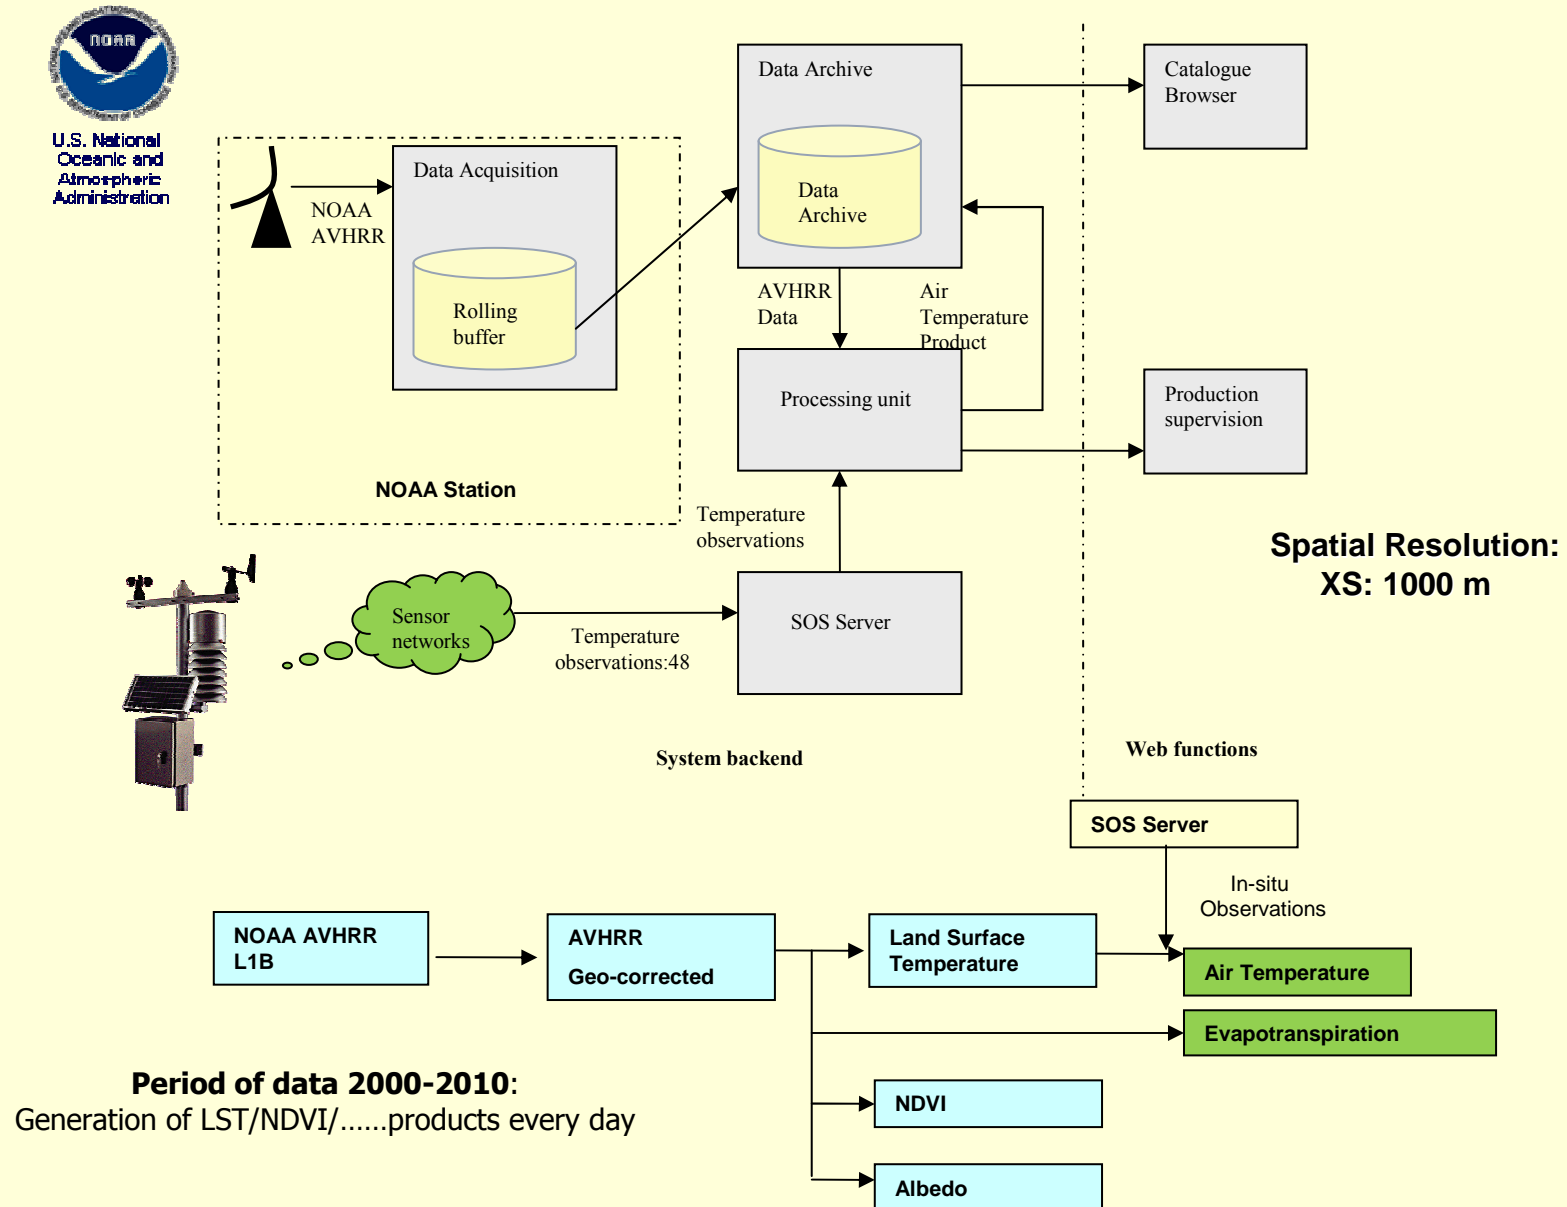 NOAA
U.S. National
Oceanic and
Atmospheric
Administration
Data Acquisition
NOAA
AVHRR
Rolling
buffer
NOAA Station
Data Archive
Data
Archive
AVHRR
Data
Air
Temperature
Product
Catalogue
Browser
Processing unit
Production
supervision
Temperature
observations
Spatial Resolution:
XS: 1000 m
Sensor
networks
Temperature
observations:48
SOS Server
System backend
Web functions
SOS Server
In-situ
Observations
NOAA AVHRR
L1B
AVHRR
Geo-corrected
Land Surface
Temperature
Air Temperature
Evapotranspiration
NDVI
Albedo
Period of data 2000-2010:
Generation of LST/NDVI/......products every day